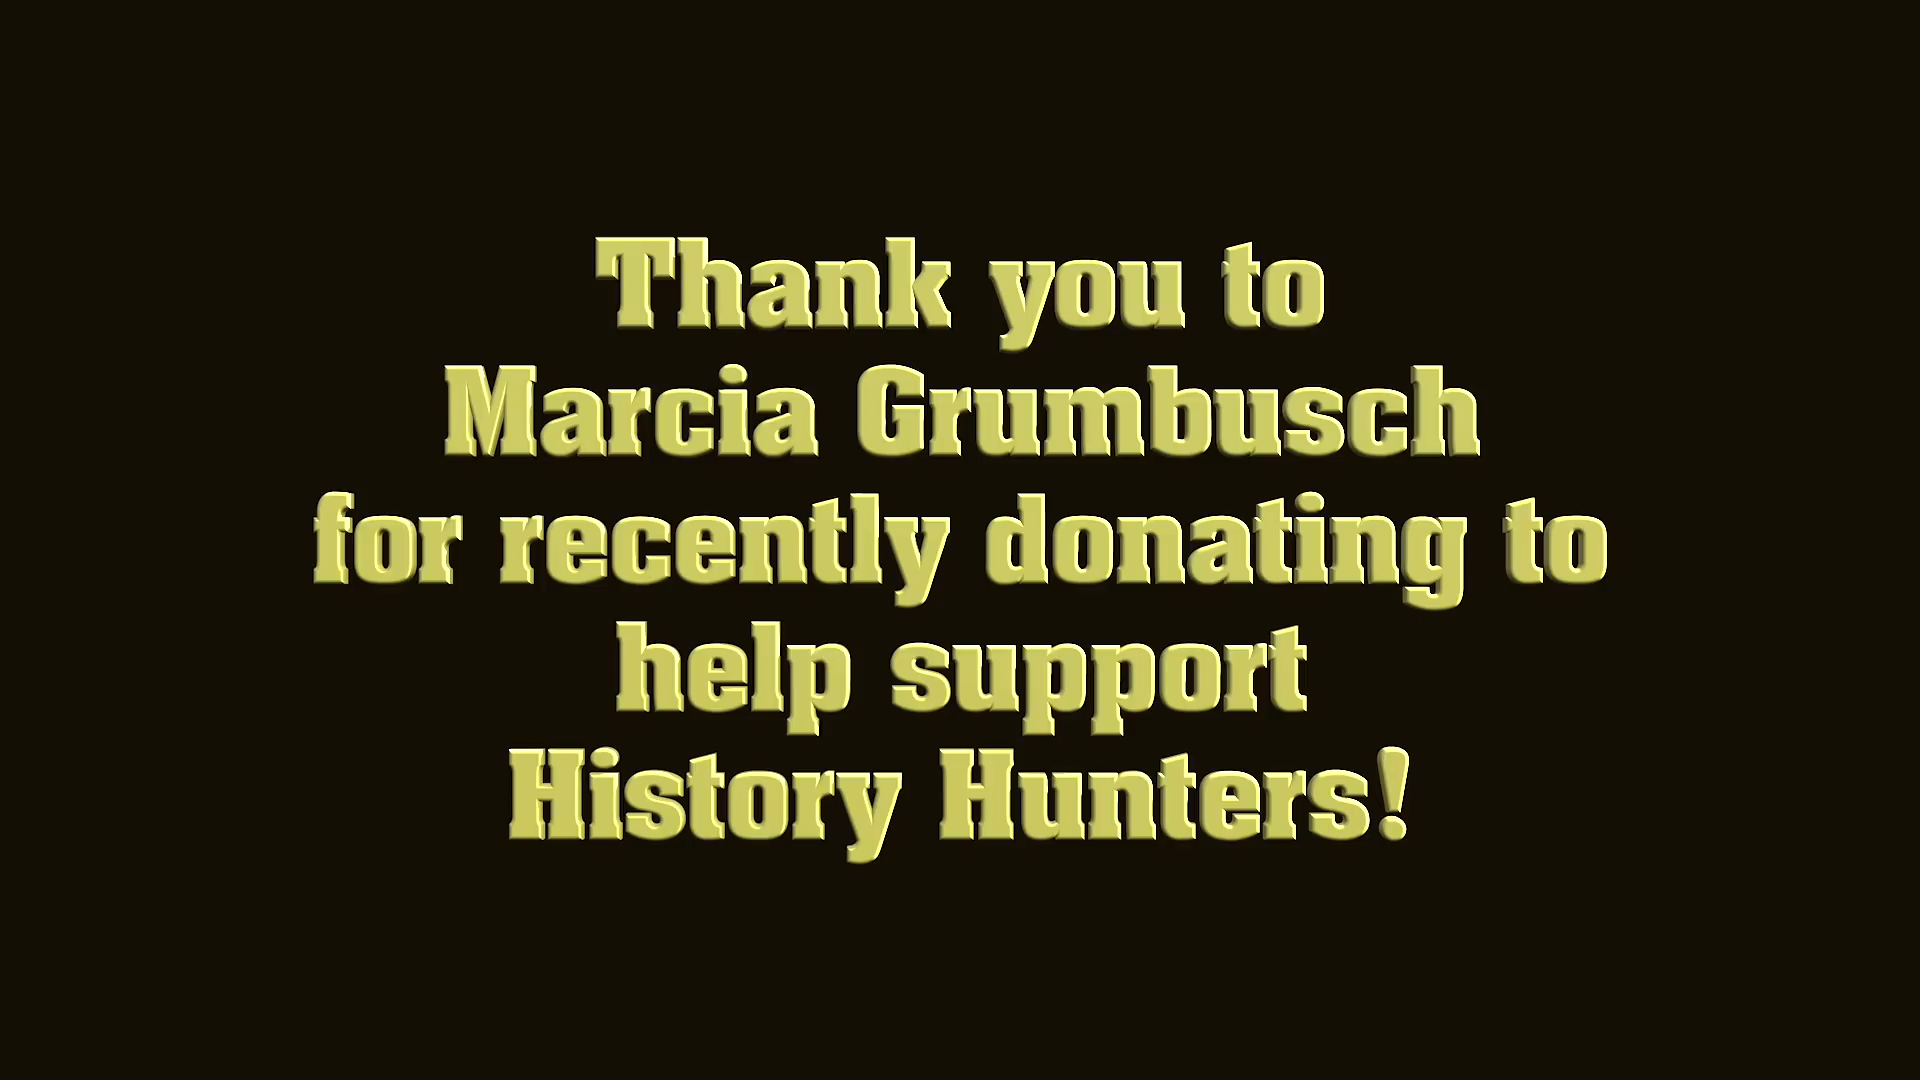 Thank you to
Marcia Grumbusch
for recently donating to
help support
History Hunters!